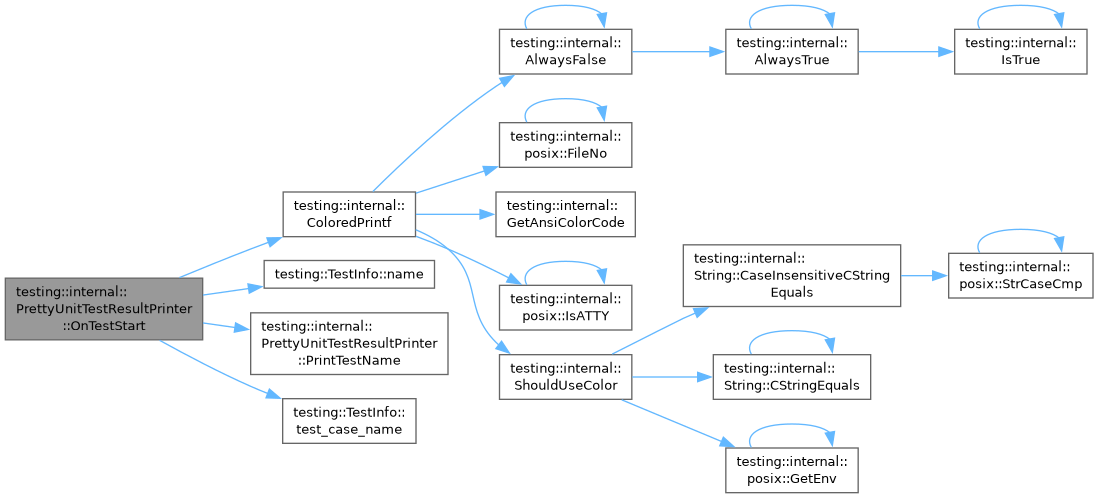 testing::internal::
AlwaysFalse
testing::internal::
AlwaysTrue
testing::internal::
IsTrue
testing::internal::
posix::FileNo
testing::internal::
ColoredPrintf
testing::internal::
GetAnsiColorCode
testing::internal::
String::CaseInsensitiveCString
Equals
testing::internal::
posix::StrCaseCmp
testing::TestInfo::name
testing::internal::
PrettyUnitTestResultPrinter
::OnTestStart
testing::internal::
posix::IsATTY
testing::internal::
PrettyUnitTestResultPrinter
::PrintTestName
testing::internal::
ShouldUseColor
testing::internal::
String::CStringEquals
testing::TestInfo::
test_case_name
testing::internal::
posix::GetEnv